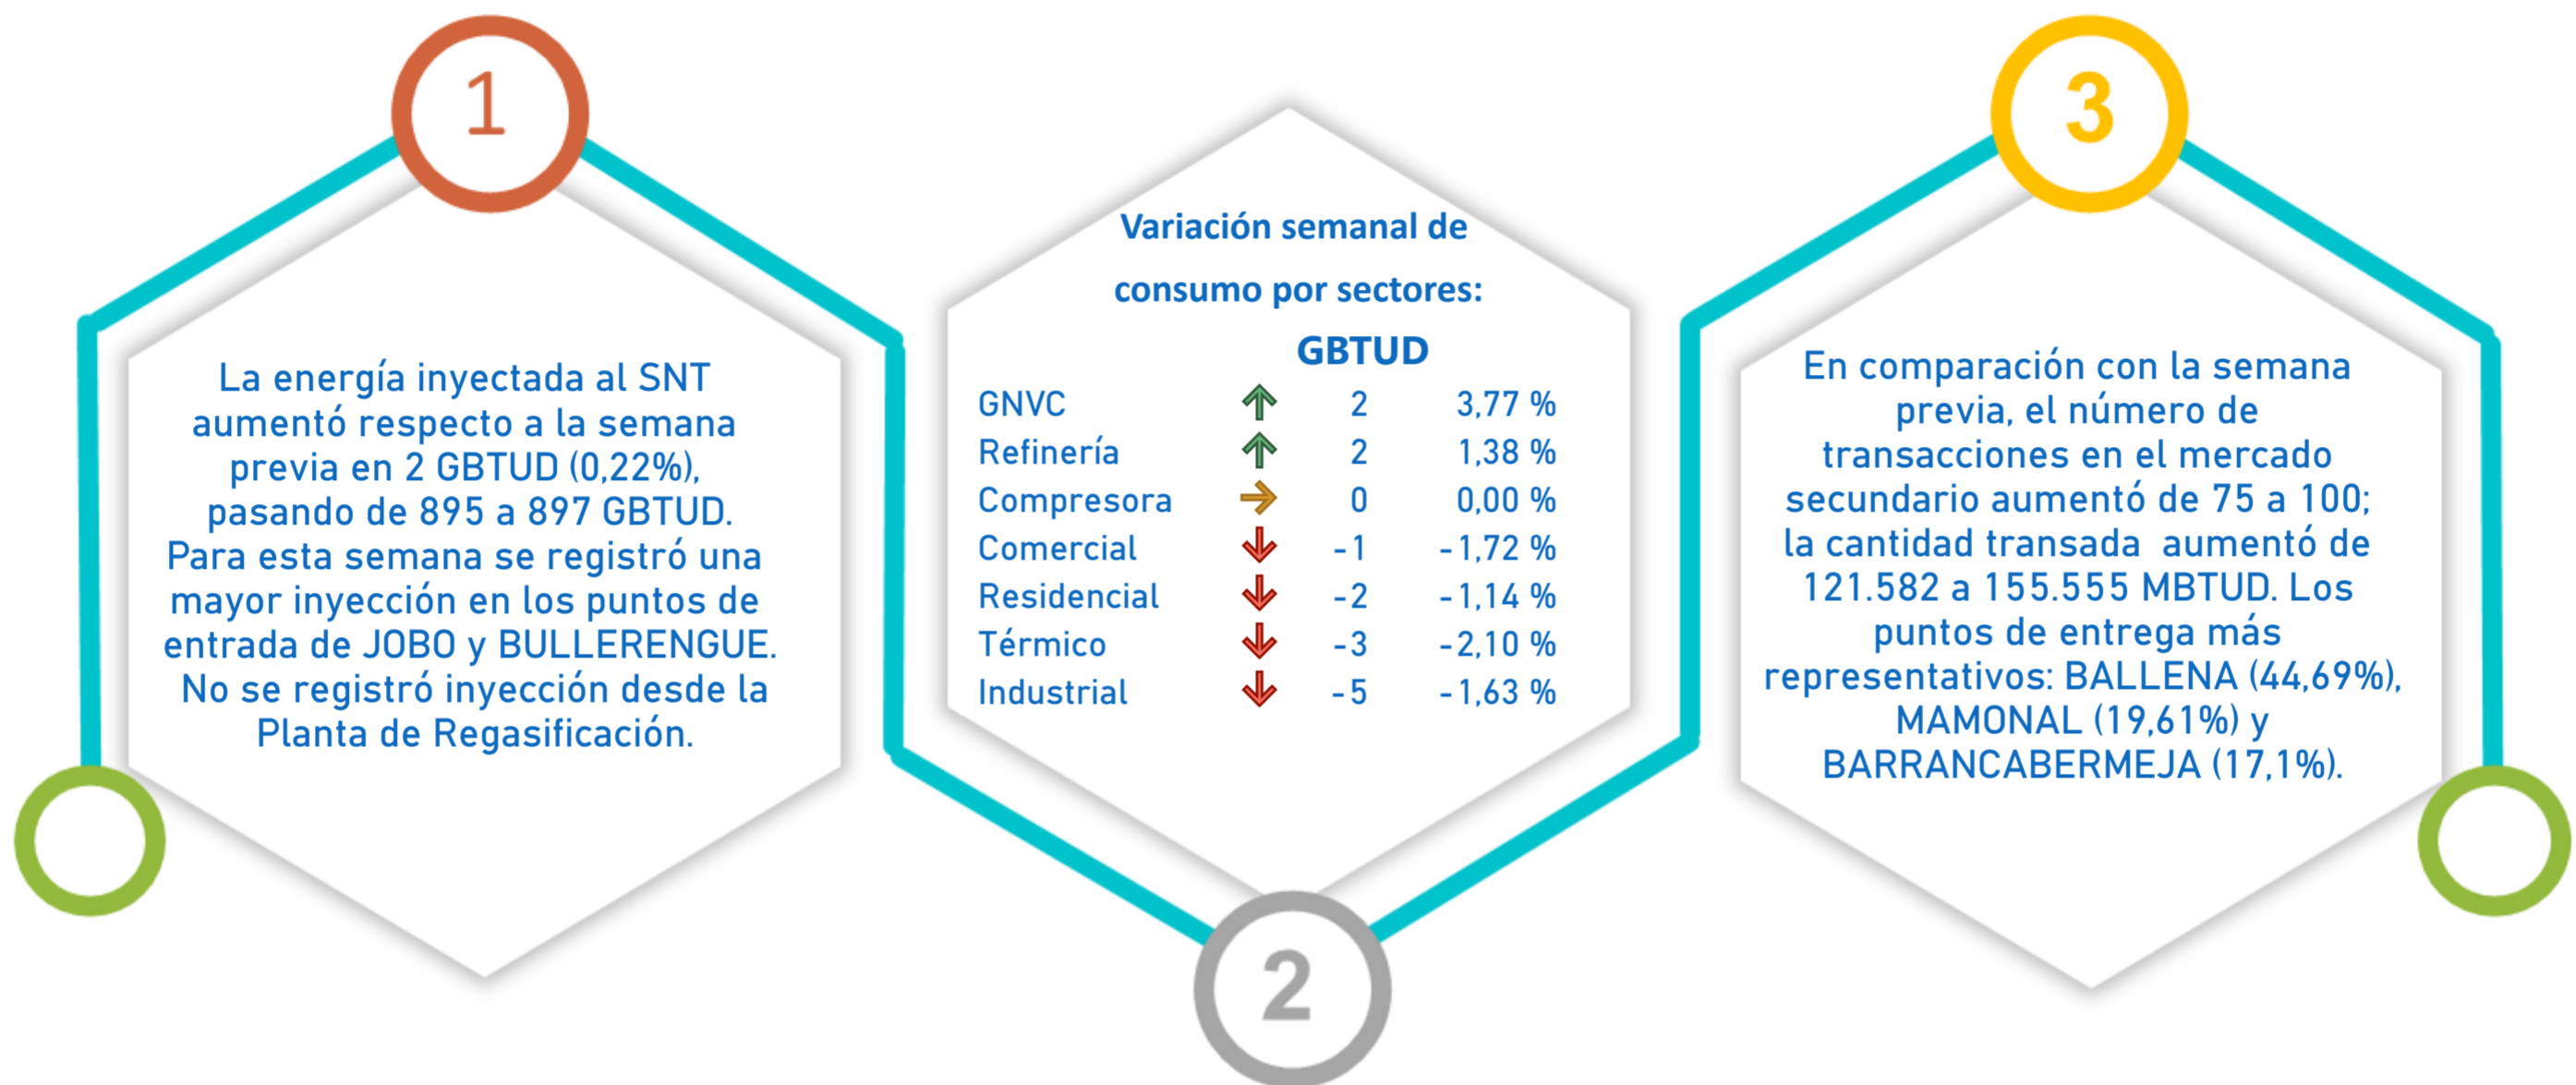 1
La energía inyectada al SNT
aumentó respecto a la semana
previa en 2 GBTUD (0,22%),
pasando de 895 a 897 GBTUD.
Para esta semana se registró una
mayor inyección en los puntos de
entrada de JOBO y BULLERENGUE.
No se registró inyección desde la
Planta de Regasificación.
Variación semanal de
consumo por sectores:
GBTUD
GNVC 2 3,77 %
Refinería 2 1,38 %
Compresora 0 0,00 %
Comercial -1 -1,72 %
Residencial -2 -1,14 %
Térmico -3 -2,10 %
Industrial -5 -1,63 %
2
3
En comparación con la semana
previa, el número de
transacciones en el mercado
secundario aumentó de 75 a 100;
la cantidad transada aumentó de
121.582 a 155.555 MBTUD. Los
puntos de entrega más
representativos: BALLENA (44,69%),
MAMONAL (19,61%) y
BARRANCABERMEJA (17,1%).